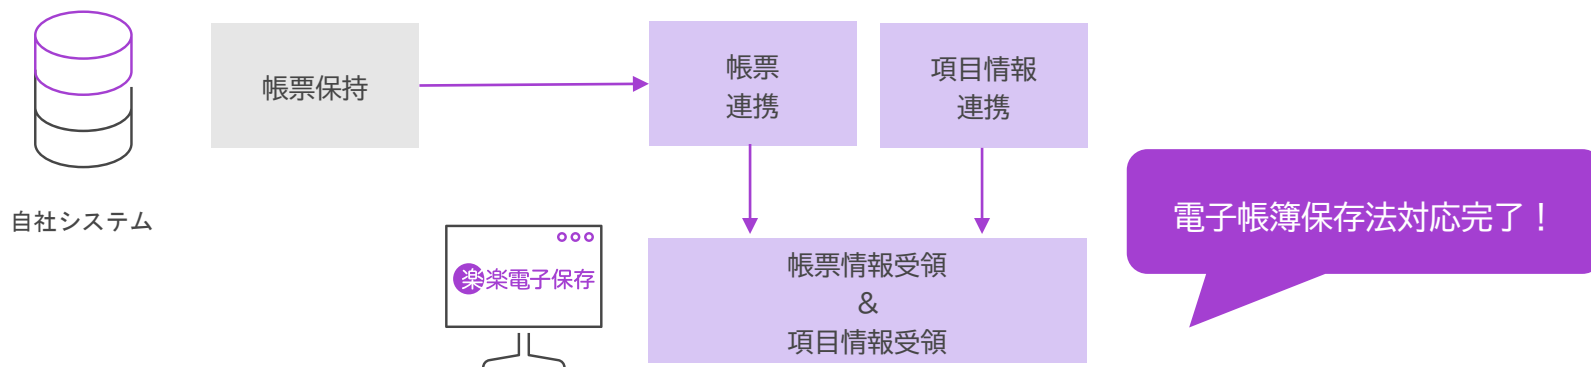 帳票保持
帳票
連携
項目情報
連携
自社システム
電子帳簿保存法対応完了！
楽楽電子保存
帳票情報受領
&
項目情報受領